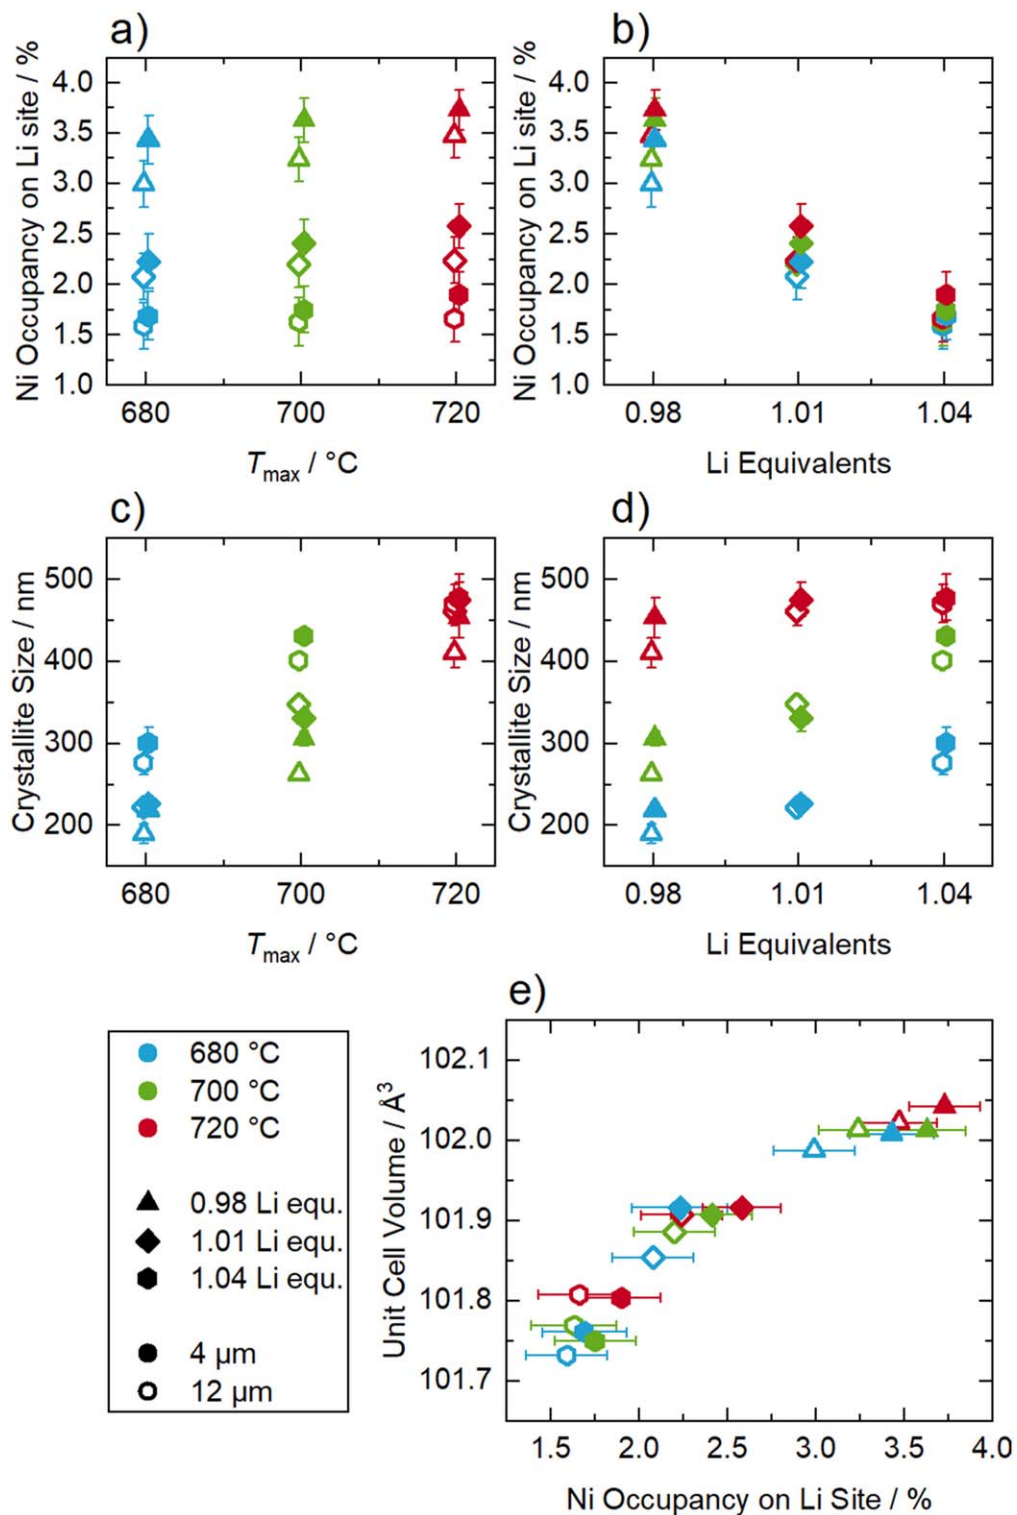 a)
Ni Occupancy on Li site / %
4.0
3.5
3.0
2.5
2.0
1.5
1.0
680 700 720
Tmax / °C
b)
Ni Occupancy on Li site / %
4.0
3.5
3.0
2.5
2.0
1.5
1.0
0.98 1.01 1.04
Li Equivalents
c)
Crystallite Size / nm
500
400
300
200
680 700 720
Tmax / °C
d)
Crystallite Size / nm
500
400
300
200
0.98 1.01 1.04
Li Equivalents
680 °C
700 °C
720 °C
0.98 Li equ.
1.01 Li equ.
1.04 Li equ.
4 µm
12 µm
e)
Unit Cell Volume / Å³
102.1
102.0
101.9
101.8
101.7
1.5 2.0 2.5 3.0 3.5 4.0
Ni Occupancy on Li Site / %